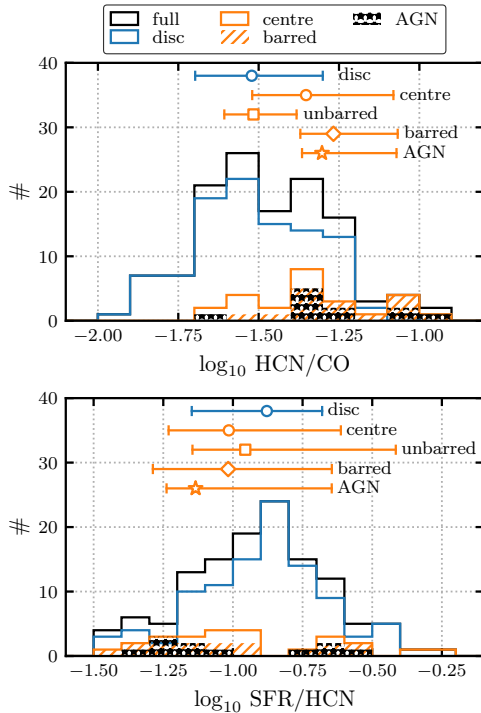 full centre AGN
disc barred
40
30
20
10
0
#
disc
centre
unbarred
barred
AGN
−2.00 −1.75 −1.50 −1.25 −1.00
log₁₀ HCN/CO
40
30
20
10
0
#
disc
centre
unbarred
barred
AGN
−1.50 −1.25 −1.00 −0.75 −0.50 −0.25
log₁₀ SFR/HCN